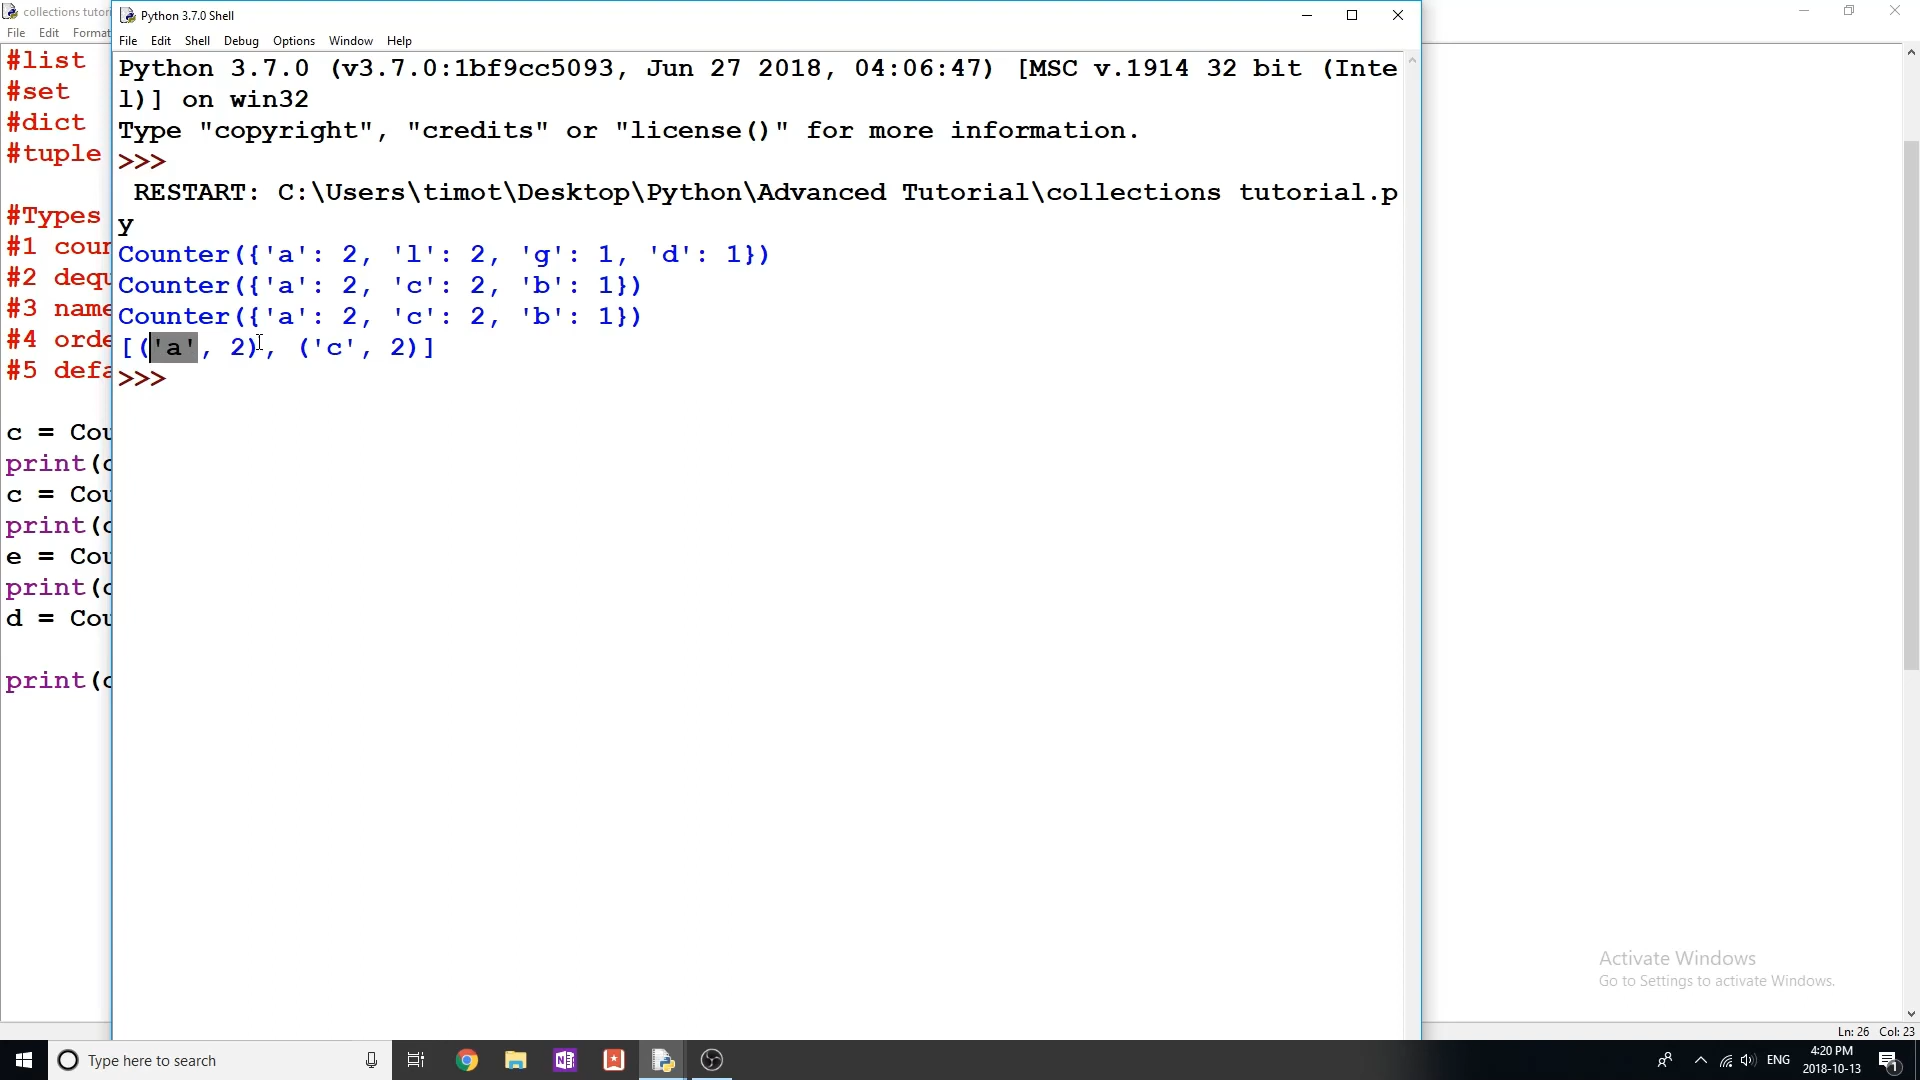 collections tutori
File Edit Format
#list
#set
#dict
#tuple
#Types
#1 coun
#2 dequ
#3 name
#4 orde
#5 defa
c = Cou
print(c
c = Cou
print(c
e = Cou
print(c
d = Cou
print(c
Python 3.7.0 Shell
File Edit Shell Debug Options Window Help
Python 3.7.0 (v3.7.0:1bf9cc5093, Jun 27 2018, 04:06:47) [MSC v.1914 32 bit (Inte
l)] on win32
Type "copyright", "credits" or "license()" for more information.
>>>
RESTART: C:\Users\timot\Desktop\Python\Advanced Tutorial\collections tutorial.p
y
Counter({'a': 2, 'l': 2, 'g': 1, 'd': 1})
Counter({'a': 2, 'c': 2, 'b': 1})
Counter({'a': 2, 'c': 2, 'b': 1})
[('a', 2), ('c', 2)]
>>>
Activate Windows
Go to Settings to activate Windows.
Ln: 26 Col: 23
Type here to search
ENG
4:20 PM
2018-10-13
1